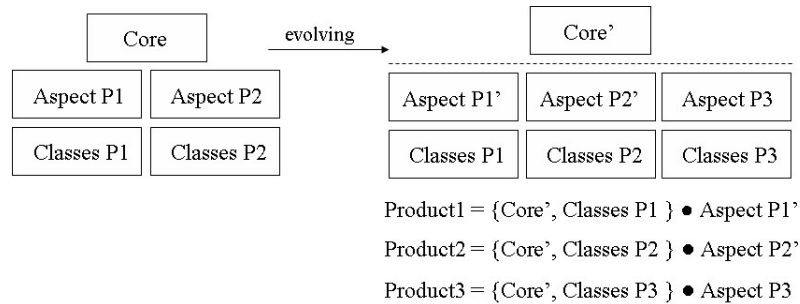 Core
evolving
Core’
Aspect P1
Aspect P2
Aspect P1’
Aspect P2’
Aspect P3
Classes P1
Classes P2
Classes P1
Classes P2
Classes P3
Product1 = {Core’, Classes P1 } ● Aspect P1’
Product2 = {Core’, Classes P2 } ● Aspect P2’
Product3 = {Core’, Classes P3 } ● Aspect P3